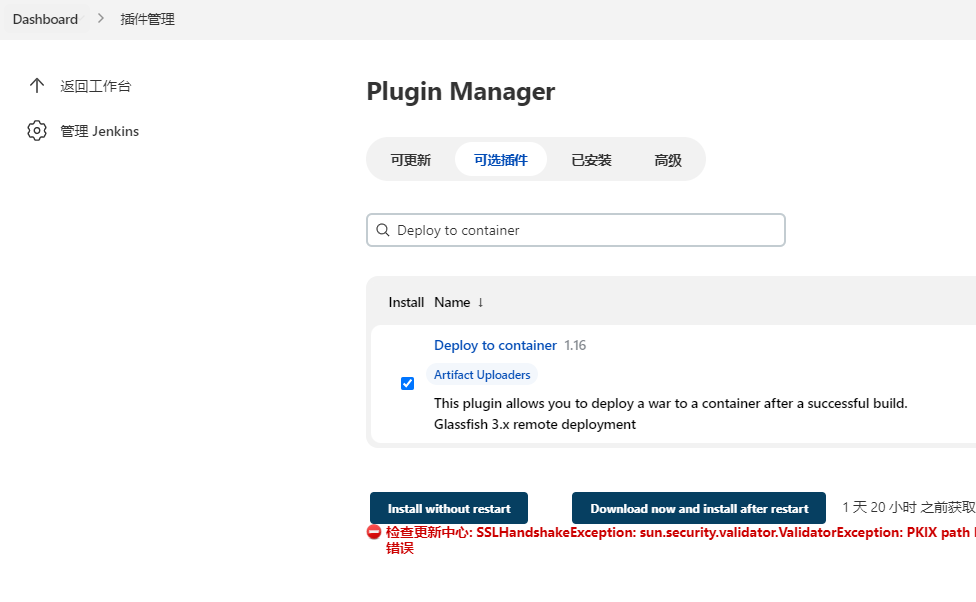 Dashboard > 插件管理
返回工作台
管理 Jenkins
Plugin Manager
可更新 可选插件 已安装 高级
Deploy to container
Install Name ↓
Deploy to container 1.16
Artifact Uploaders
This plugin allows you to deploy a war to a container after a successful build.
Glassfish 3.x remote deployment
Install without restart Download now and install after restart 1 天 20 小时 之前获取
检查更新中心: SSLHandshakeException: sun.security.validator.ValidatorException: PKIX path
错误